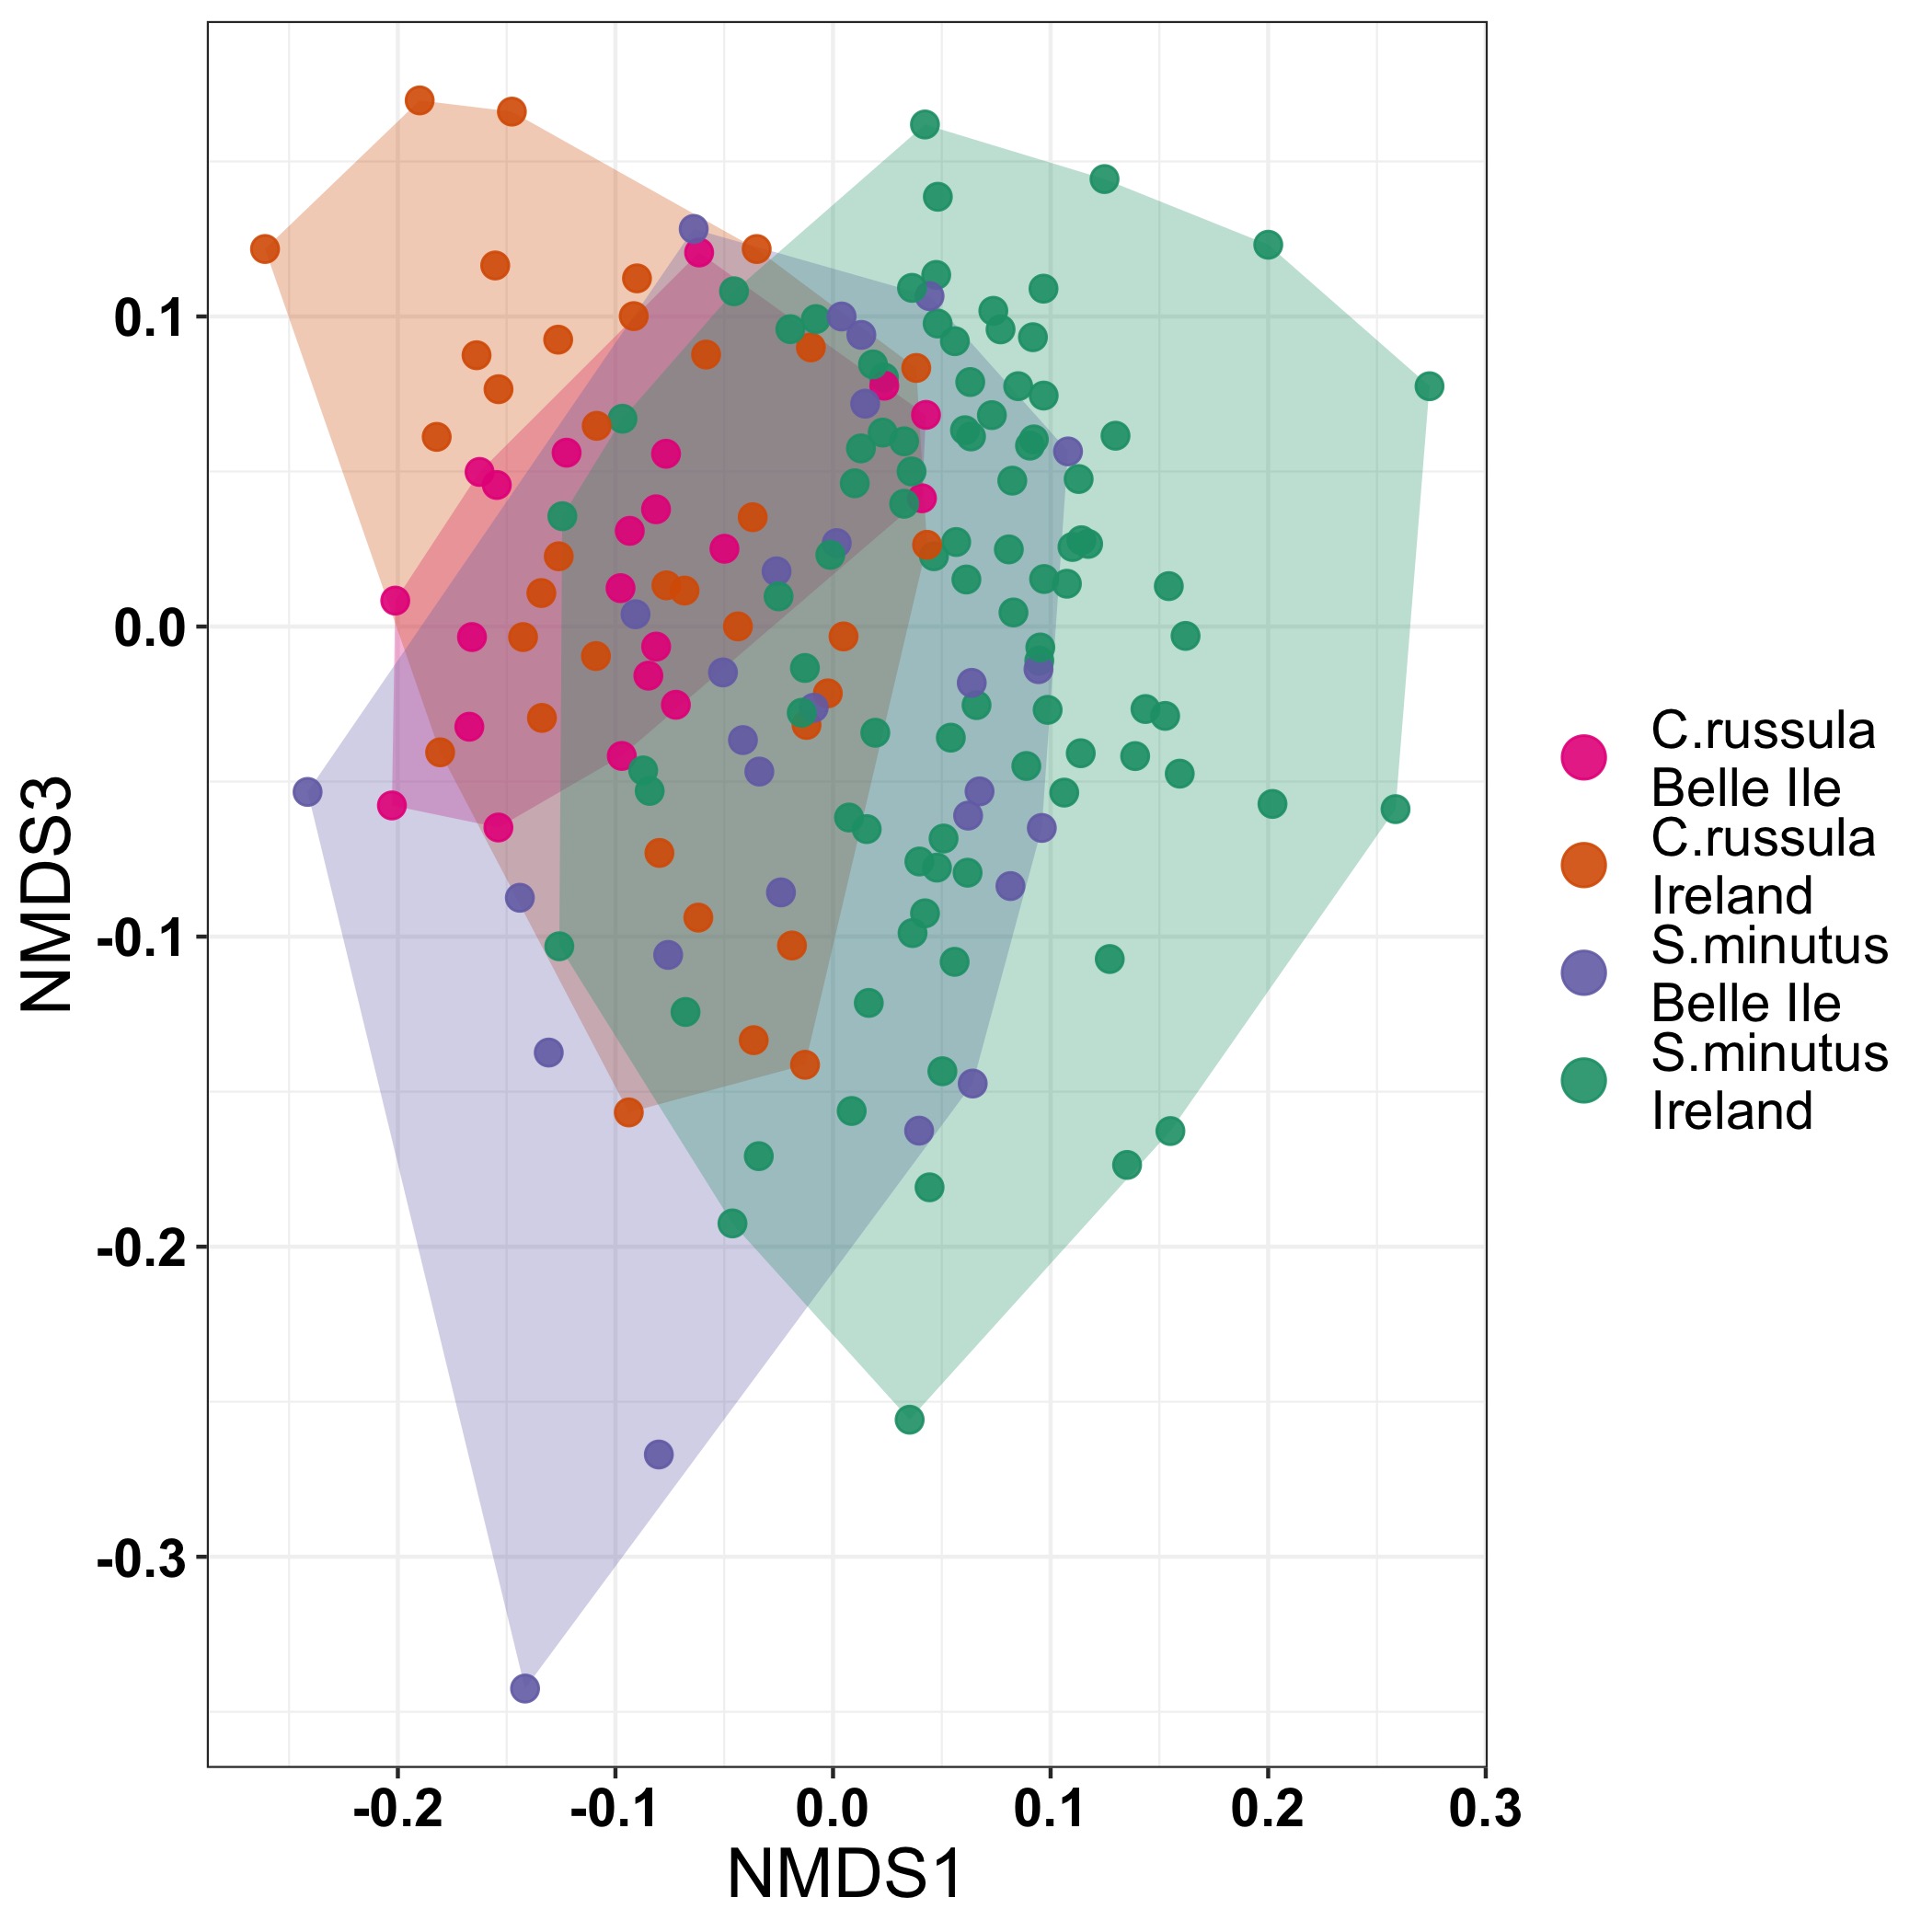 0.1
0.0
-0.1
-0.2
-0.3
NMDS3
-0.2 -0.1 0.0 0.1 0.2 0.3
NMDS1
C.russula
Belle Ile
C.russula
Ireland
S.minutus
Belle Ile
S.minutus
Ireland